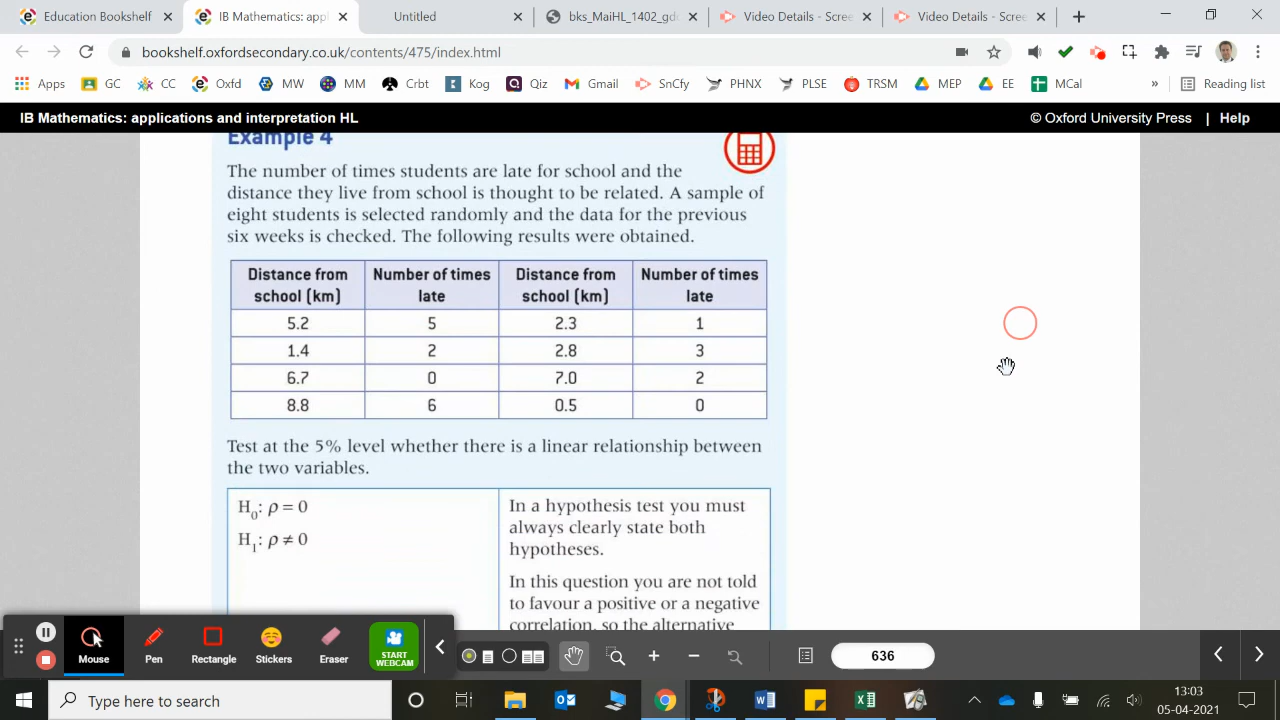 Education Bookshelf
IB Mathematics: appl
Untitled
bks_MaiHL_1402_gd
Video Details - Scree
Video Details - Scree
bookshelf.oxfordsecondary.co.uk/contents/475/index.html
Apps GC CC Oxfd MW MM Crbt Kog Qiz Gmail SnCfy PHNX PLSE TRSM MEP EE MCal » Reading list
IB Mathematics: applications and interpretation HL
© Oxford University Press | Help
Example 4
The number of times students are late for school and the
distance they live from school is thought to be related. A sample of
eight students is selected randomly and the data for the previous
six weeks is checked. The following results were obtained.
Distance from school (km) Number of times late Distance from school (km) Number of times late
5.2 5 2.3 1
1.4 2 2.8 3
6.7 0 7.0 2
8.8 6 0.5 0
Test at the 5% level whether there is a linear relationship between
the two variables.
H₀: ρ = 0
H₁: ρ ≠ 0
In a hypothesis test you must
always clearly state both
hypotheses.
In this question you are not told
to favour a positive or a negative
correlation, so the alternative
Mouse Pen Rectangle Stickers Eraser
START
WEBCAM
636
Type here to search
13:03
05-04-2021